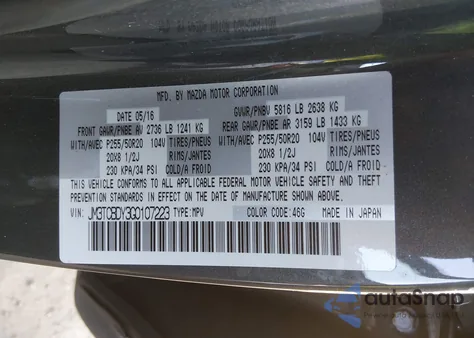 MFD. BY MAZDA MOTOR CORPORATION
DATE 05/16 GVWR/PNBV 5816 LB 2638 KG
FRONT GAWR/PNBE AV 2736 LB 1241 KG REAR GAWR/PNBE AR 3159 LB 1433 KG
WITH/AVEC P255/50R20 104V TIRES/PNEUS WITH/AVEC P255/50R20 104V TIRES/PNEUS
20X8 1/2J RIMS/JANTES 20X8 1/2J RIMS/JANTES
230 KPA/34 PSI COLD/A FROID 230 KPA/34 PSI COLD/A FROID
THIS VEHICLE CONFORMS TO ALL APPLICABLE FEDERAL MOTOR VEHICLE SAFETY, BUMPER, AND THEFT
PREVENTION STANDARDS IN EFFECT ON THE DATE OF MANUFACTURE SHOWN ABOVE.
VIN: JM3TCBDY3G0107223 TYPE: MPV COLOR CODE: 46G MADE IN JAPAN
autoSnap